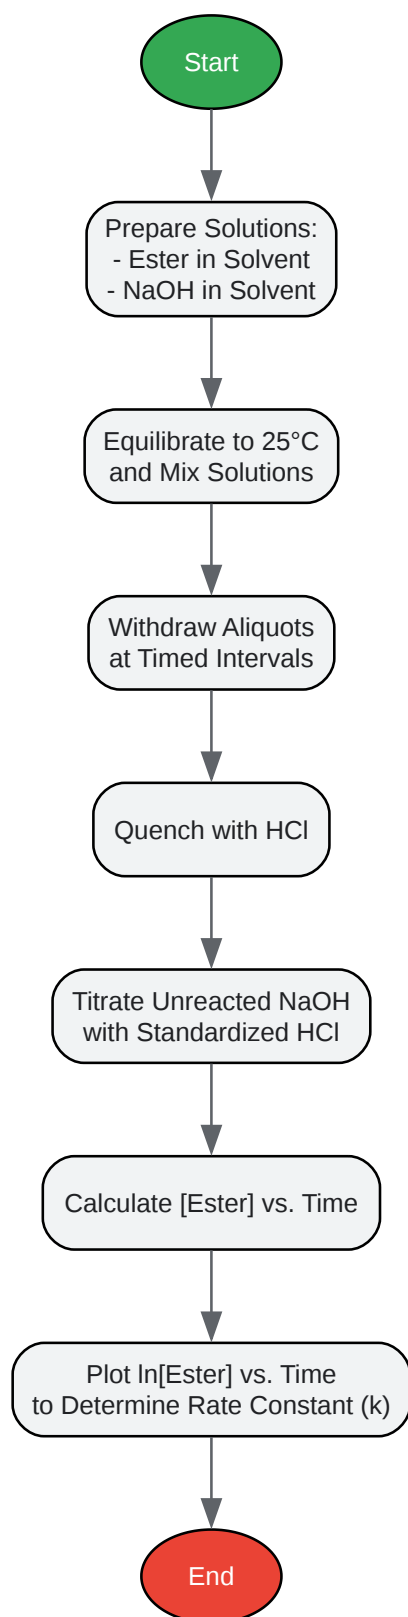 Start
Prepare Solutions:
- Ester in Solvent
- NaOH in Solvent
Equilibrate to 25°C
and Mix Solutions
Withdraw Aliquots
at Timed Intervals
Quench with HCl
Titrate Unreacted NaOH
with Standardized HCl
Calculate [Ester] vs. Time
Plot ln[Ester] vs. Time
to Determine Rate Constant (k)
End